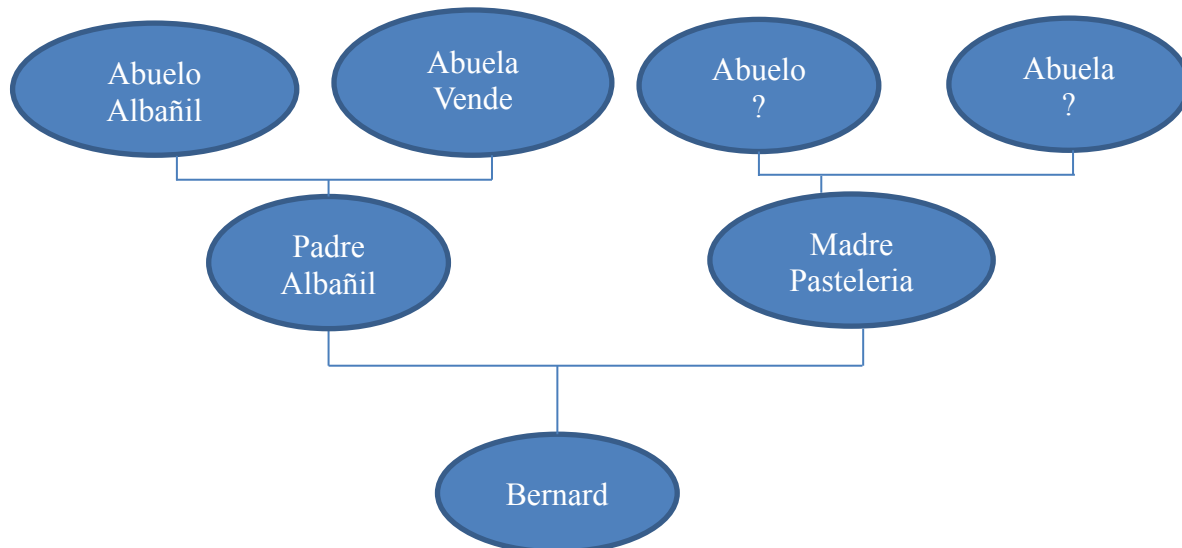 Abuelo
Albañil
Abuela
Vende
Abuelo
?
Abuela
?
Padre
Albañil
Madre
Pasteleria
Bernard